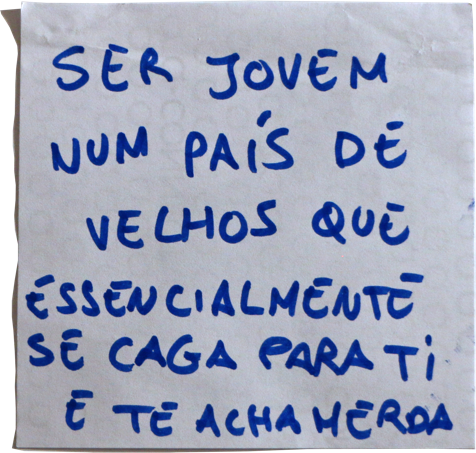 SER JOVEM
NUM PAÍS DE
VELHOS QUE
ESSENCIALMENTE
SE CAGA PARA TI
E TE ACHA MERDA